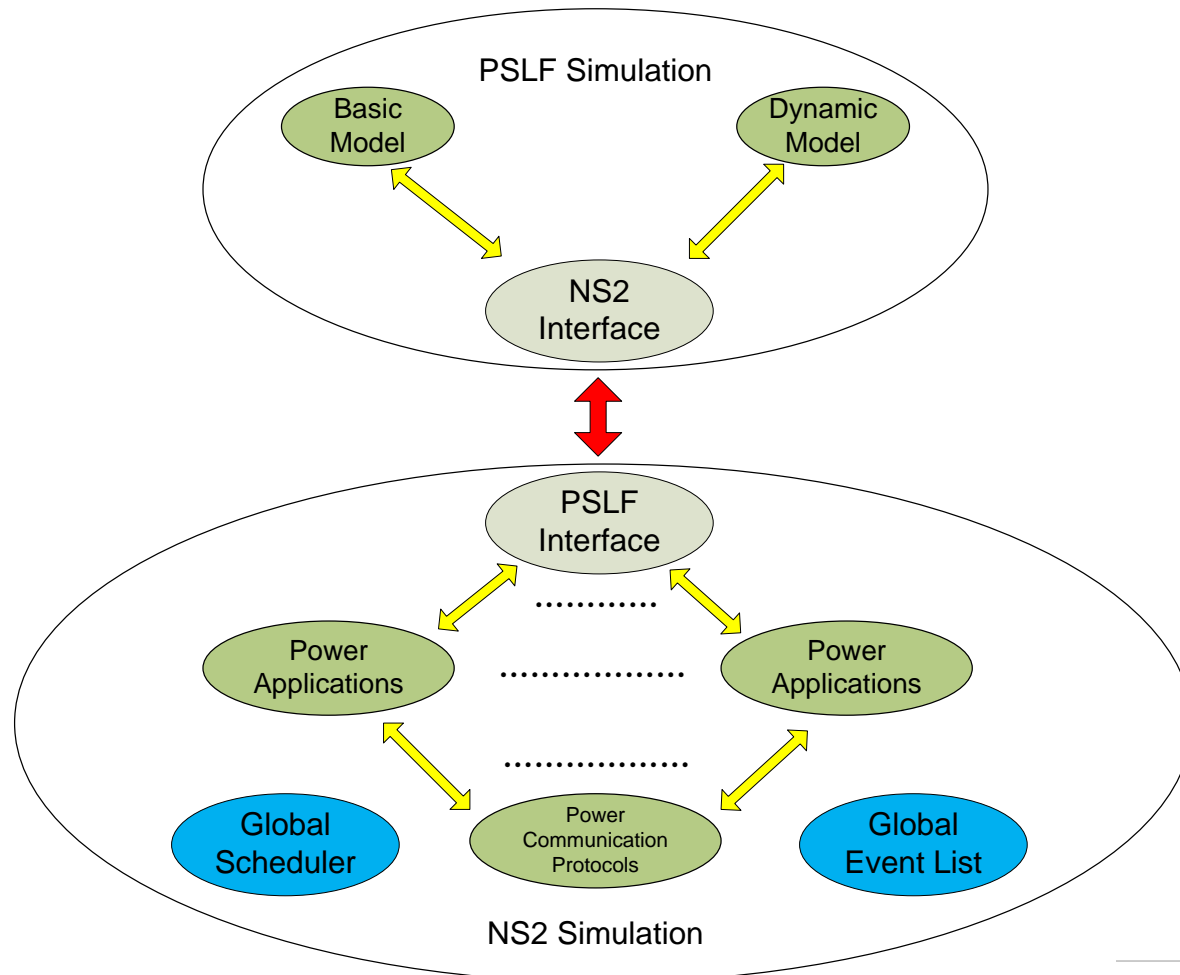 PSLF Simulation
Basic
Model
Dynamic
Model
NS2
Interface
PSLF
Interface
............
Power
Applications
..................
Power
Applications
..................
Global
Scheduler
Power
Communication
Protocols
Global
Event List
NS2 Simulation